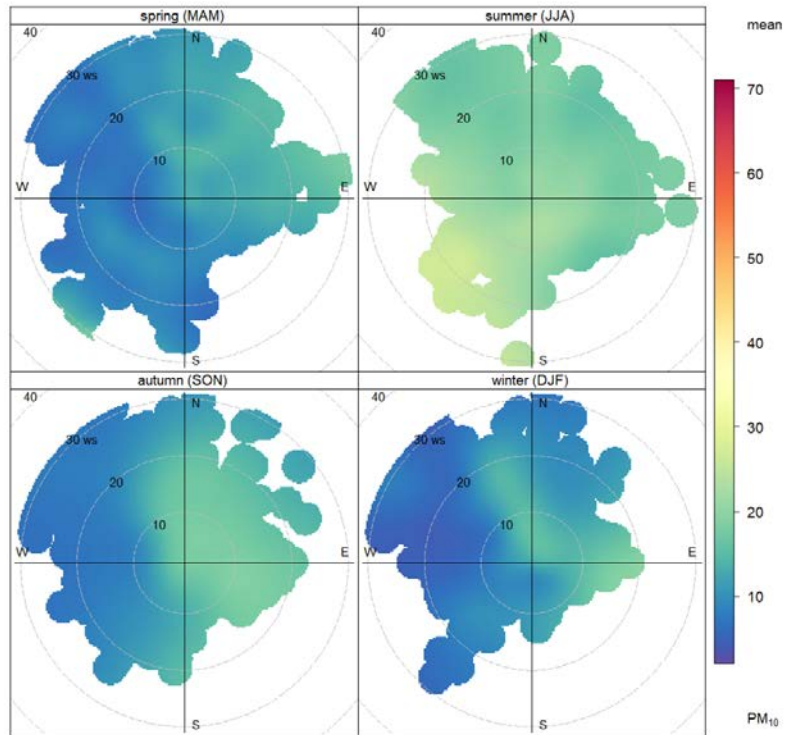 spring (MAM)
summer (JJA)
mean
40
N
30 ws
20
10
W
E
S
40
N
30 ws
20
10
W
E
S
70
60
50
40
30
20
10
autumn (SON)
winter (DJF)
40
N
30 ws
20
10
W
E
S
40
N
30 ws
20
10
W
E
S
PM₁₀